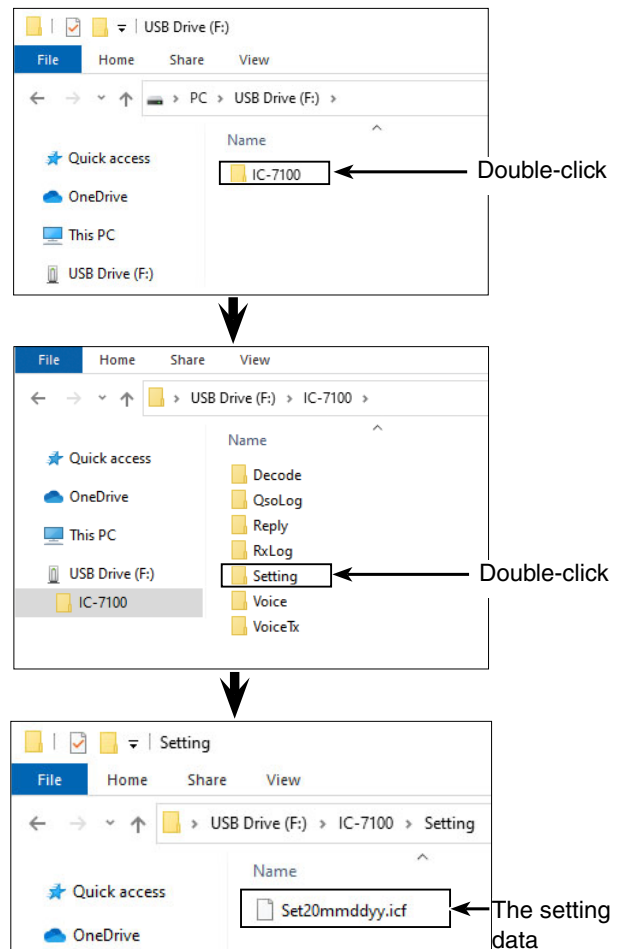 USB Drive (F:)
File Home Share View
PC > USB Drive (F:) >
Name
Quick access
IC-7100
Double-click
OneDrive
This PC
USB Drive (F:)
File Home Share View
USB Drive (F:) > IC-7100 >
Name
Quick access
Decode
OneDrive
QsoLog
Reply
This PC
RxLog
USB Drive (F:)
Setting
Double-click
IC-7100
Voice
VoiceTx
Setting
File Home Share View
USB Drive (F:) > IC-7100 > Setting
Name
Quick access
Set20mmddyy.icf
The setting
data
OneDrive